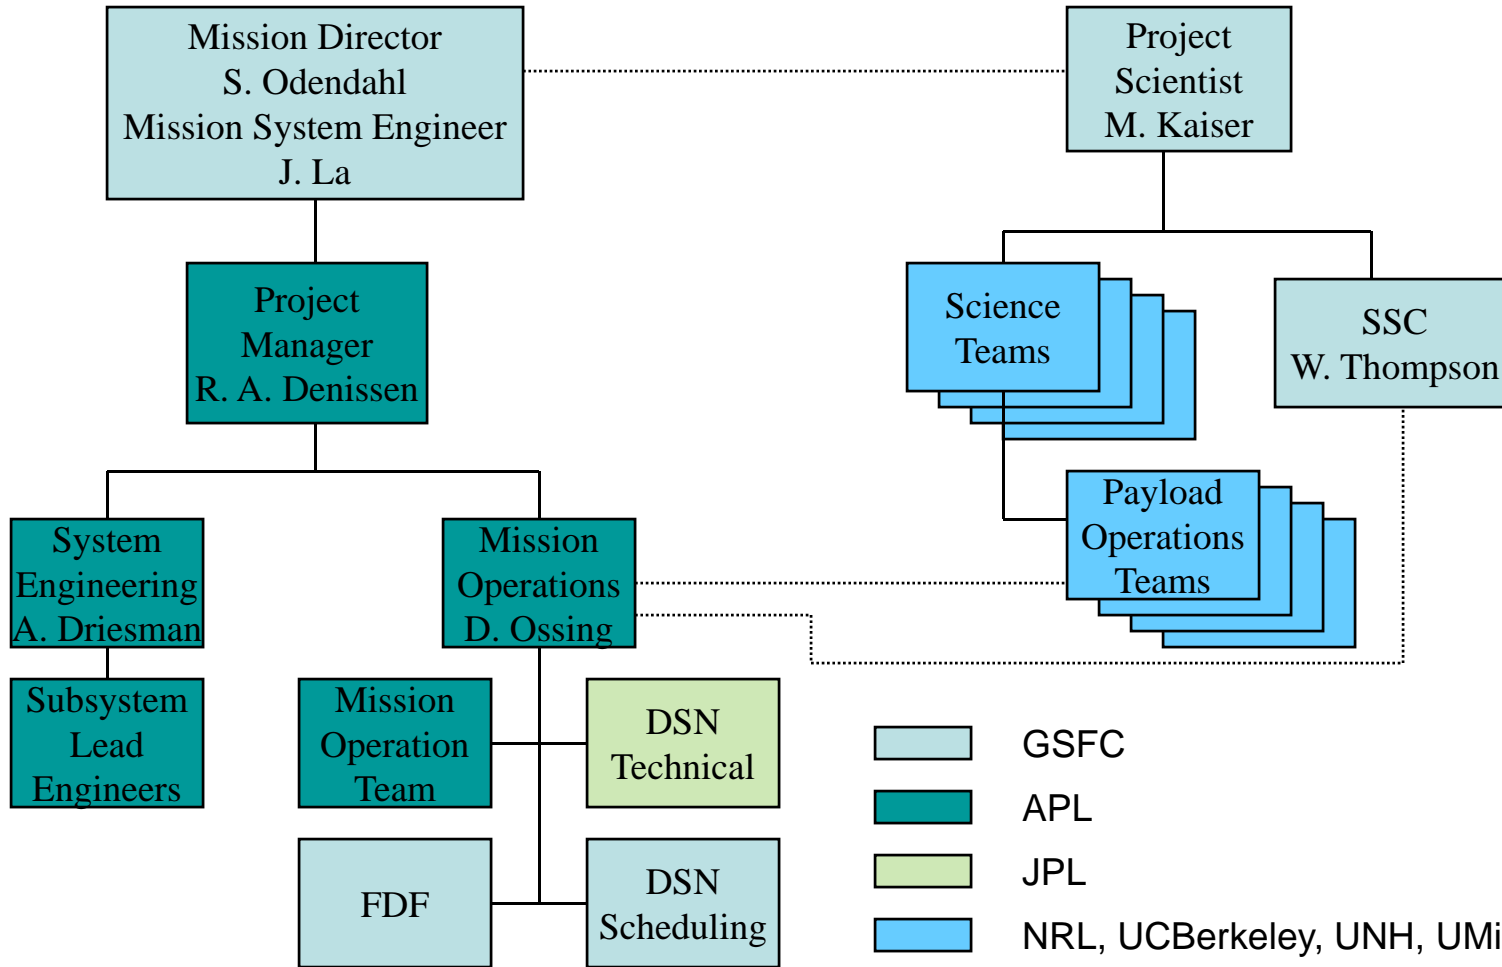 Mission Director
S. Odendahl
Mission System Engineer
J. La
Project
Scientist
M. Kaiser
Project
Manager
R. A. Denissen
Science
Teams
SSC
W. Thompson
System
Engineering
A. Driesman
Mission
Operations
D. Ossing
Payload
Operations
Teams
Subsystem
Lead
Engineers
Mission
Operation
Team
DSN
Technical
FDF
DSN
Scheduling
GSFC
APL
JPL
NRL, UCBerkeley, UNH, UMi